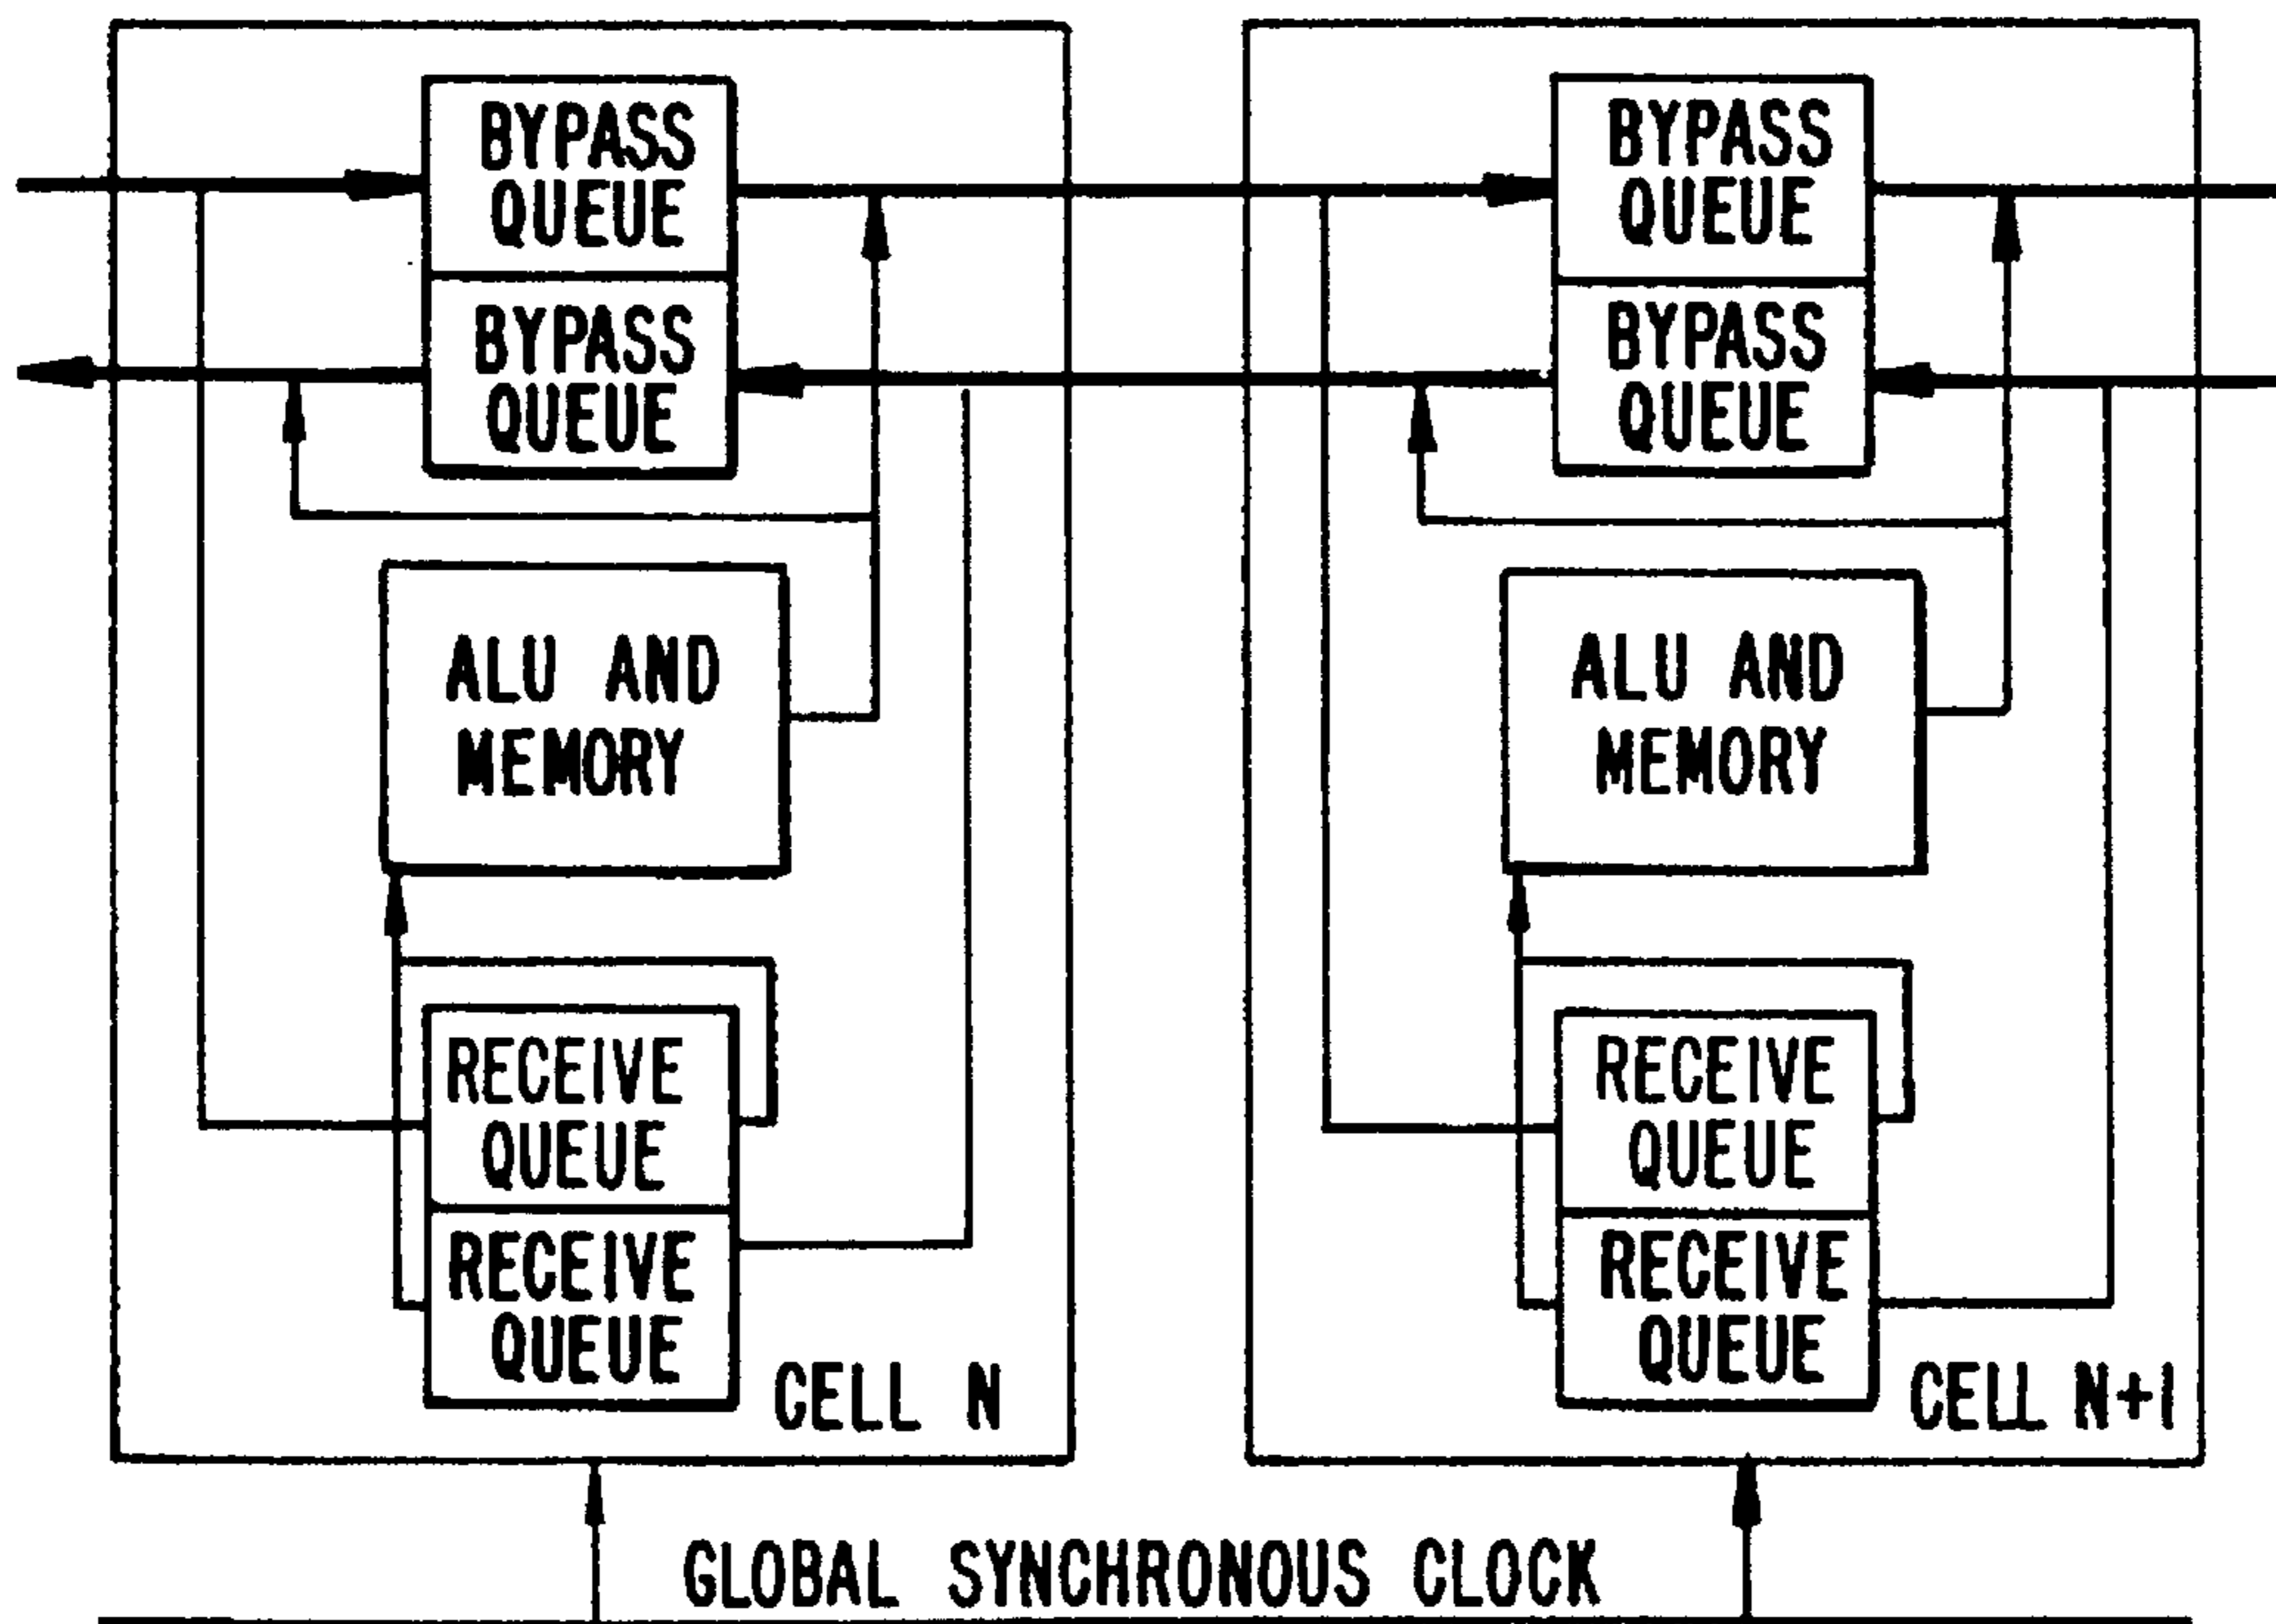 BYPASS
QUEUE
BYPASS
QUEUE
ALU AND
MEMORY
RECEIVE
QUEUE
RECEIVE
QUEUE
CELL N
BYPASS
QUEUE
BYPASS
QUEUE
ALU AND
MEMORY
RECEIVE
QUEUE
RECEIVE
QUEUE
CELL N+1
GLOBAL SYNCHRONOUS CLOCK